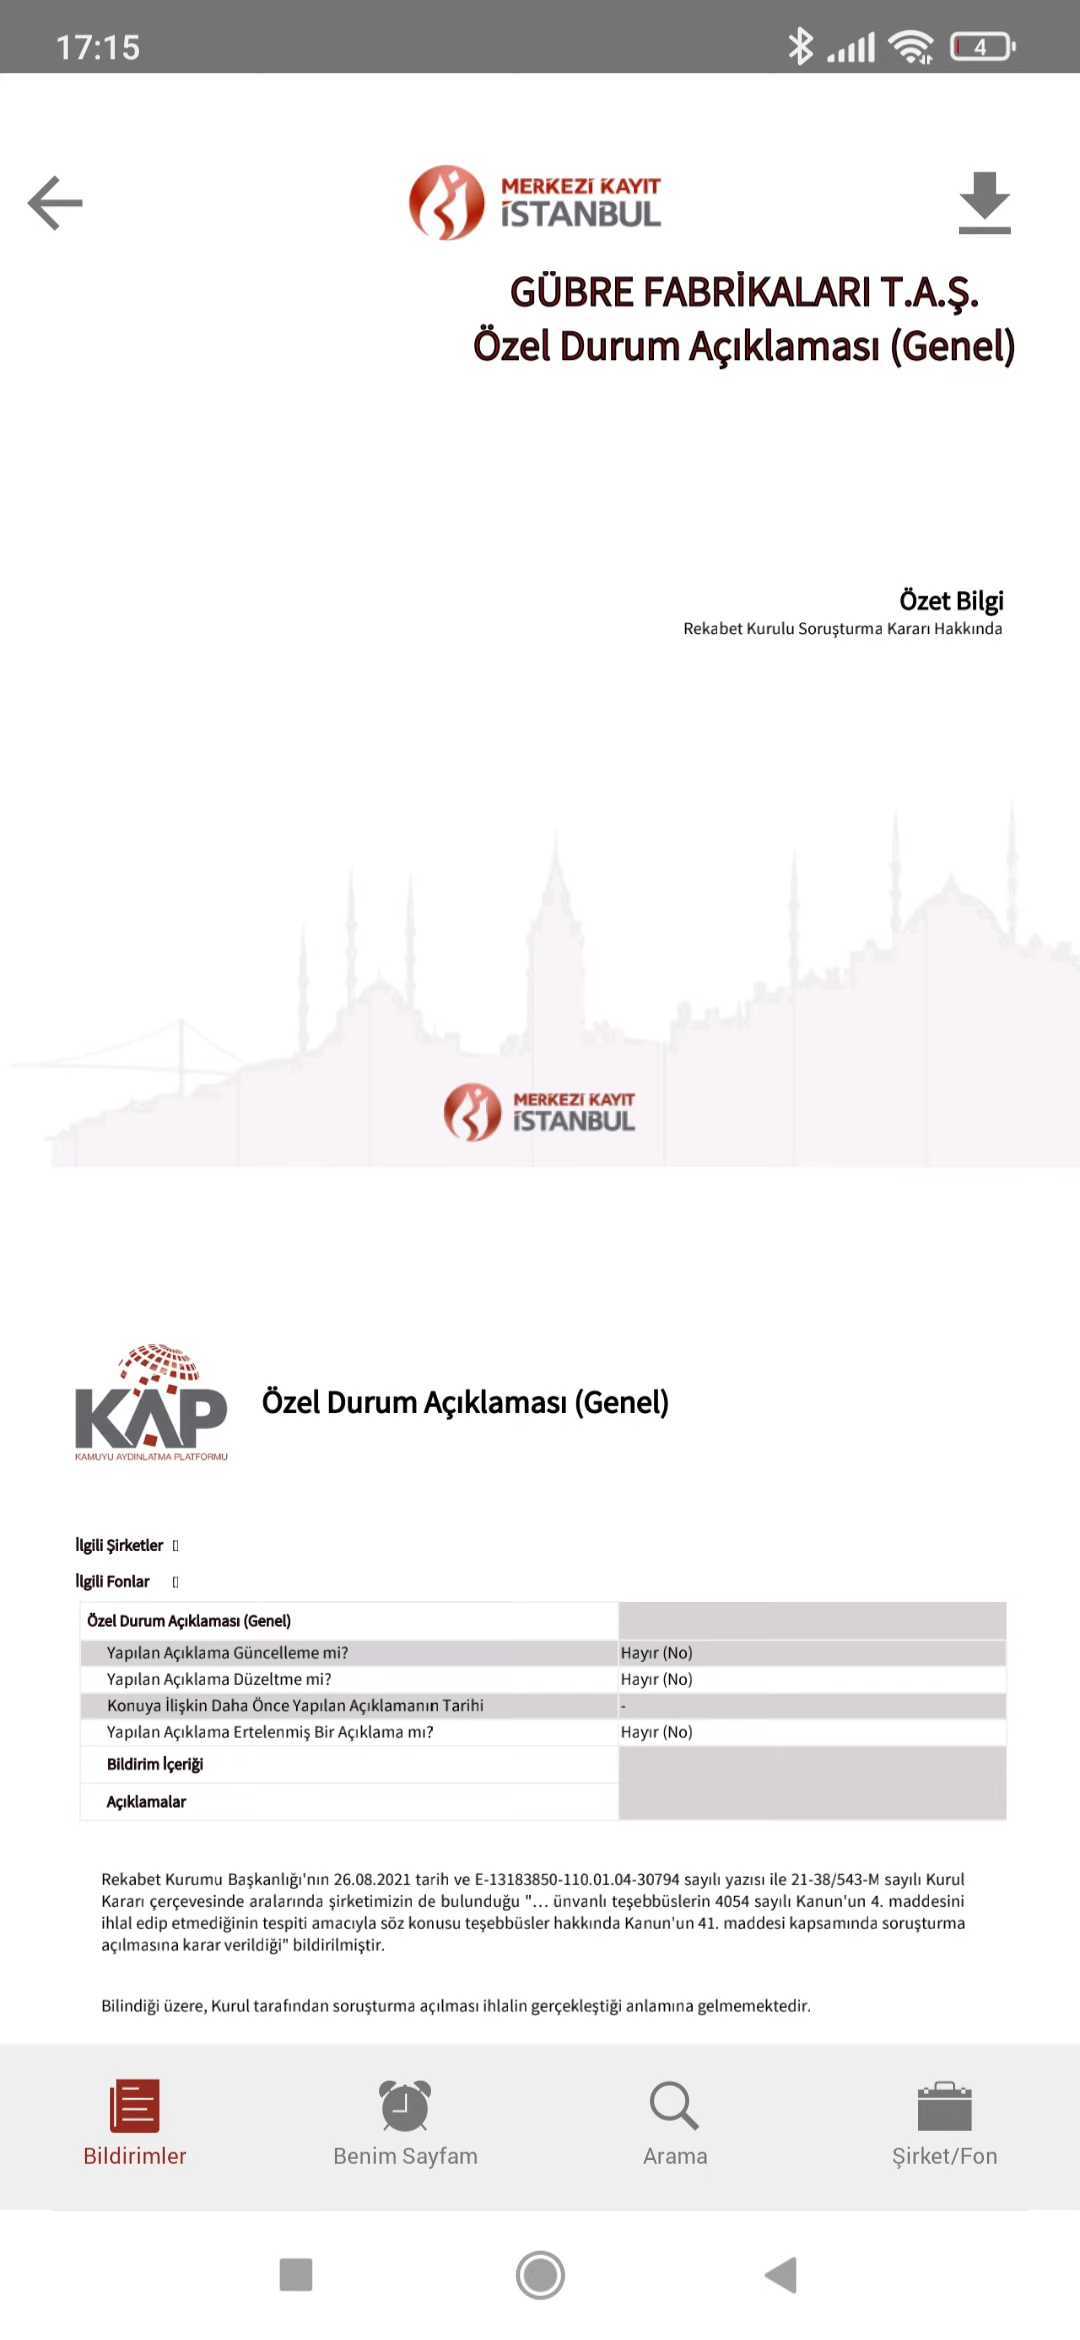 17:15
4
MERKEZİ KAYIT
İSTANBUL
GÜBRE FABRİKALARI T.A.Ş.
Özel Durum Açıklaması (Genel)
Özet Bilgi
Rekabet Kurulu Soruşturma Kararı Hakkında
MERKEZİ KAYIT
İSTANBUL
KAP
KAMUYU AYDINLATMA PLATFORMU
Özel Durum Açıklaması (Genel)
İlgili Şirketler []
İlgili Fonlar []
Özel Durum Açıklaması (Genel)
Yapılan Açıklama Güncelleme mi? Hayır (No)
Yapılan Açıklama Düzeltme mi? Hayır (No)
Konuya İlişkin Daha Önce Yapılan Açıklamanın Tarihi -
Yapılan Açıklama Ertelenmiş Bir Açıklama mı? Hayır (No)
Bildirim İçeriği
Açıklamalar
Rekabet Kurumu Başkanlığı'nın 26.08.2021 tarih ve E-13183850-110.01.04-30794 sayılı yazısı ile 21-38/543-M sayılı Kurul
Kararı çerçevesinde aralarında şirketimizin de bulunduğu "… ünvanlı teşebbüslerin 4054 sayılı Kanun'un 4. maddesini
ihlal edip etmediğinin tespiti amacıyla söz konusu teşebbüsler hakkında Kanun'un 41. maddesi kapsamında soruşturma
açılmasına karar verildiği" bildirilmiştir.
Bilindiği üzere, Kurul tarafından soruşturma açılması ihlalin gerçekleştiği anlamına gelmemektedir.
Bildirimler
Benim Sayfam
Arama
Şirket/Fon